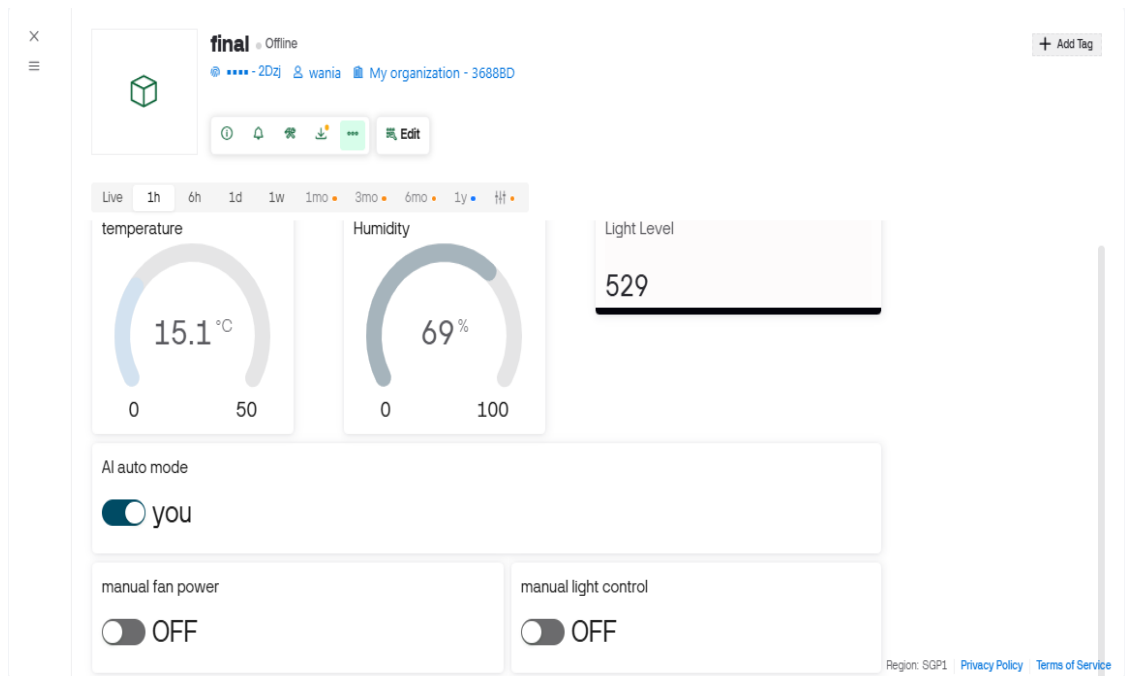 final Offline
+ Add Tag
•••• - 2Dzj wania My organization - 3688BD
Edit
Live 1h 6h 1d 1w 1mo 3mo 6mo 1y
temperature
15.1 °C
0 50
Humidity
69 %
0 100
Light Level
529
AI auto mode
you
manual fan power
OFF
manual light control
OFF
Region: SGP1 Privacy Policy Terms of Service